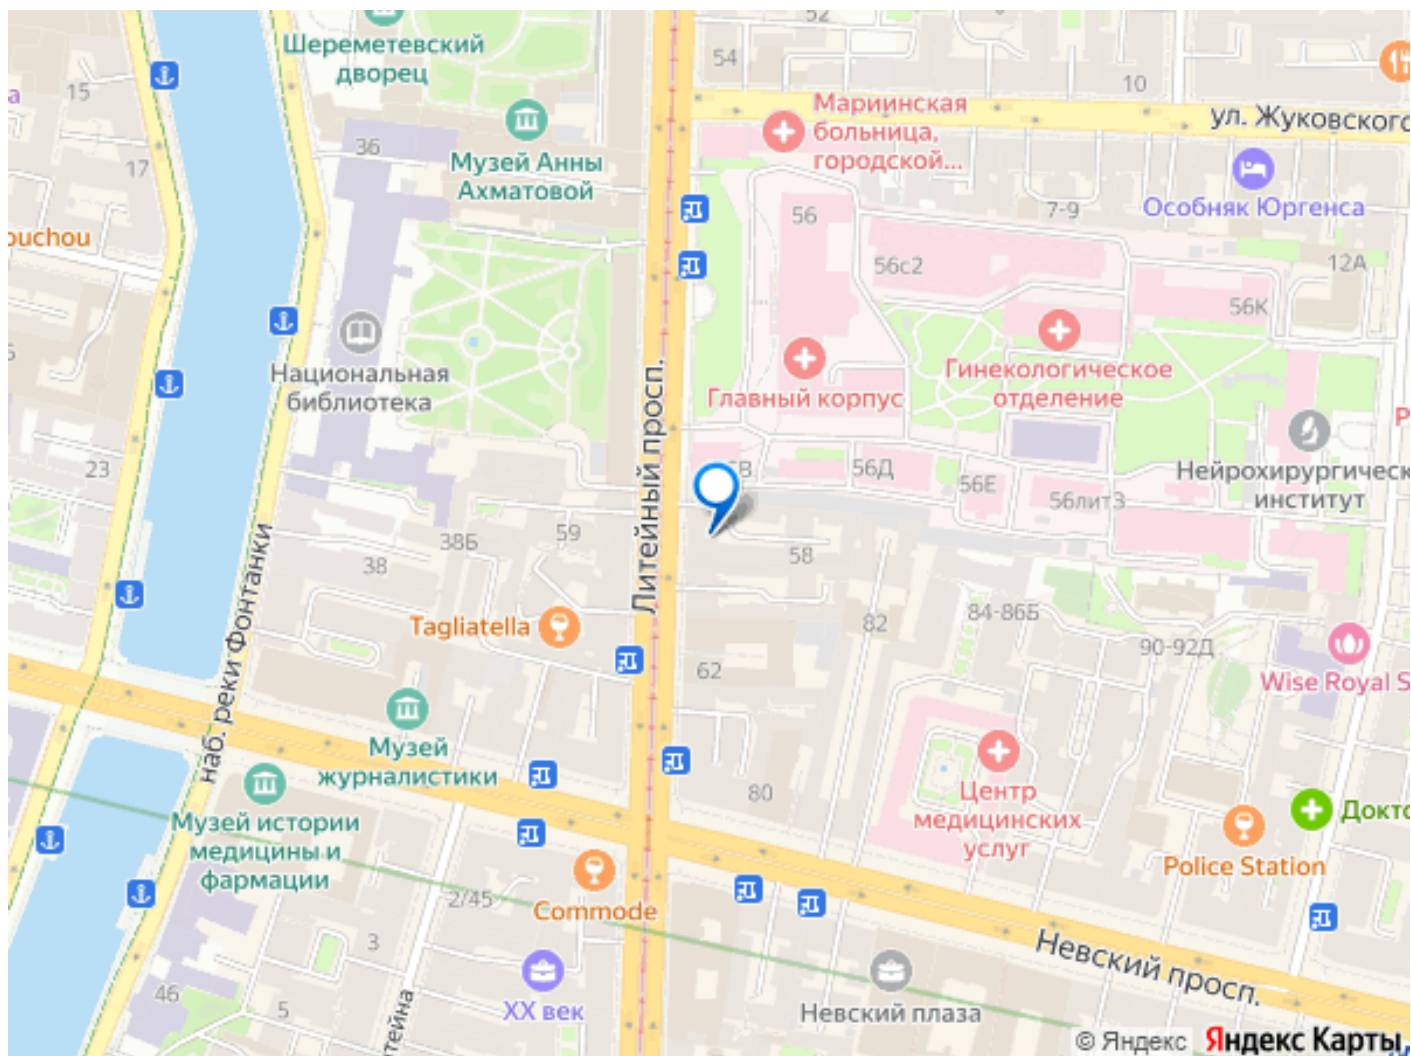 52
Шереметевский
дворец
54
10
15
Мариинская
больница,
городской...
ул. Жуковского
36
Музей Анны
Ахматовой
17
Особняк Юргенса
7-9
56
ouchou
56с2
12А
56К
Национальная
библиотека
Гинекологическое
отделение
Главный корпус
Литейный просп.
23
56Д
56Е
56литЗ
Нейрохирургическ
институт
59
38Б
38
58
наб. реки Фонтанки
Tagliatella
82
84-86Б
90-92Д
62
Wise Royal S
Музей
журналистики
80
Центр
медицинских
услуг
Докто
Музей истории
медицины и
фармации
Police Station
2/45
Commode
3
Невский просп.
46
5
XX век
Невский плаза
тейна
© Яндекс Яндекс Карты,